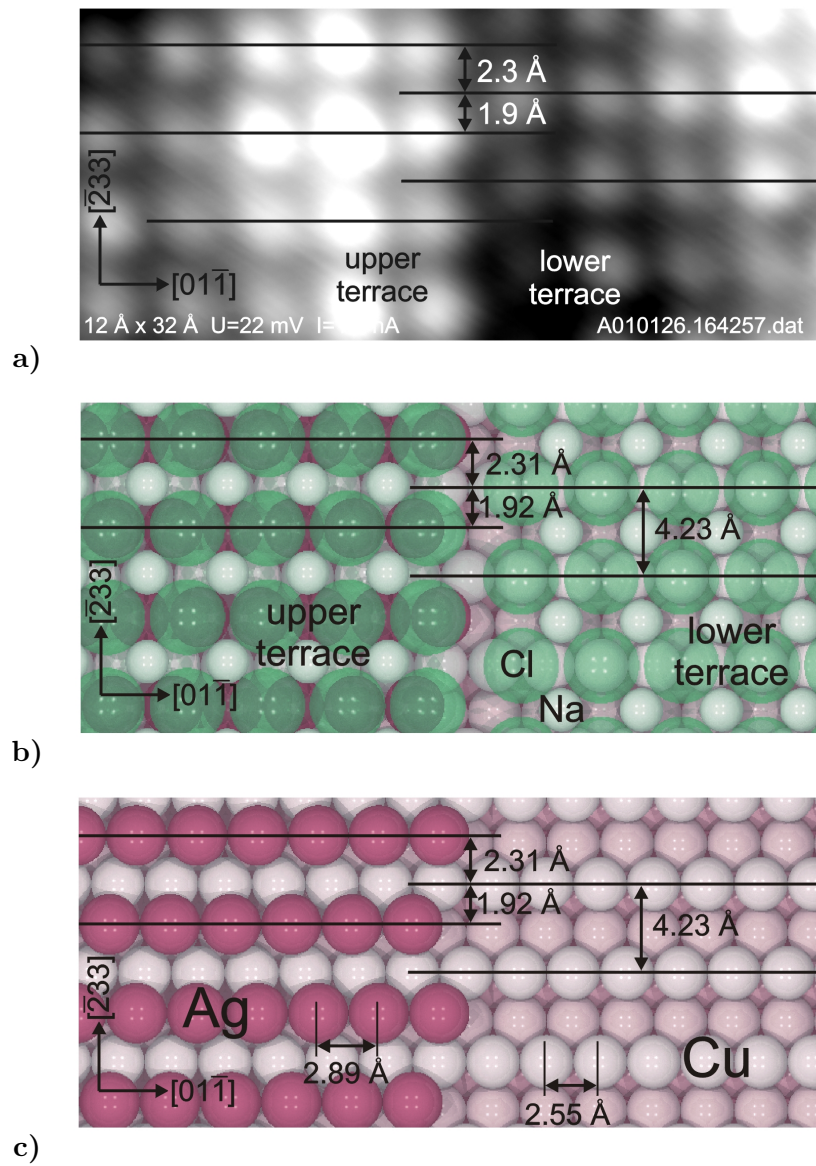 2.3 Å
1.9 Å
[2̅33]
[011̅]
upper
terrace
lower
terrace
12 Å x 32 Å U=22 mV I= nA
A010126.164257.dat
a)
2.31 Å
1.92 Å
4.23 Å
[2̅33]
[011̅]
upper
terrace
Cl
Na
lower
terrace
b)
2.31 Å
1.92 Å
4.23 Å
[2̅33]
[011̅]
Ag
2.89 Å
Cu
2.55 Å
c)